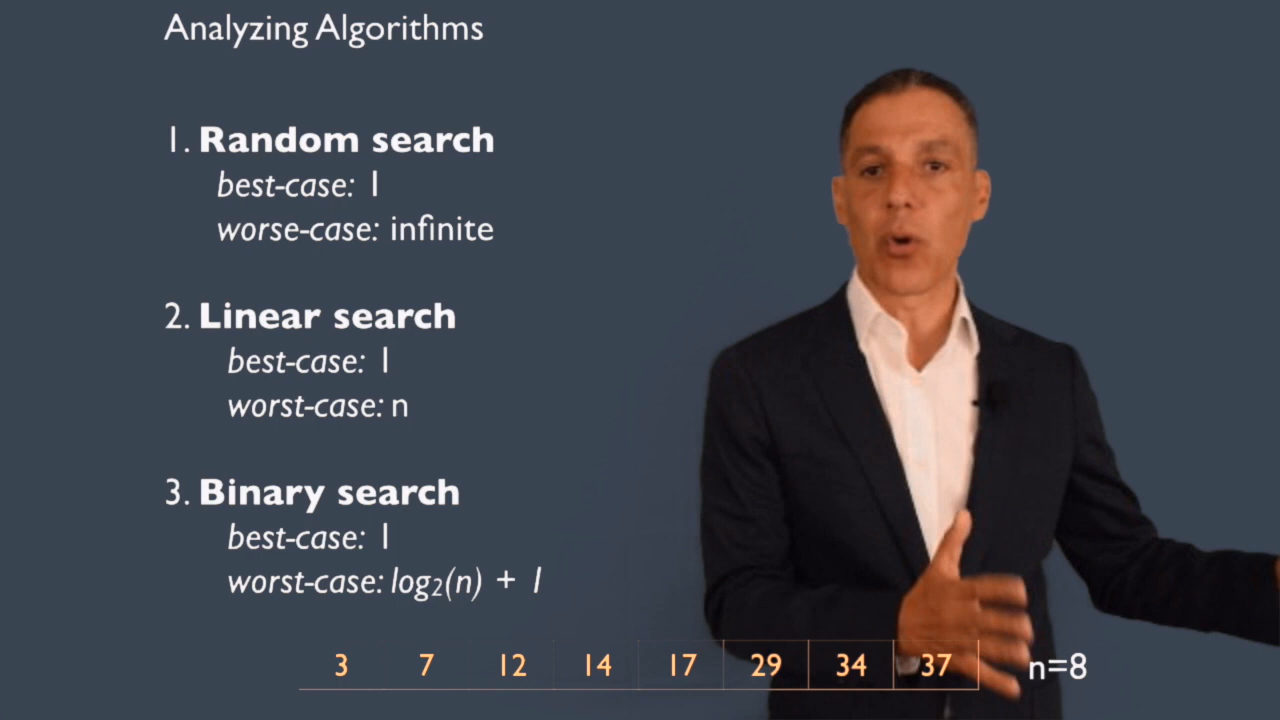 Analyzing Algorithms
1. Random search
best-case: 1
worse-case: infinite
2. Linear search
best-case: 1
worst-case: n
3. Binary search
best-case: 1
worst-case: log₂(n) + 1
3 7 12 14 17 29 34 37 n=8